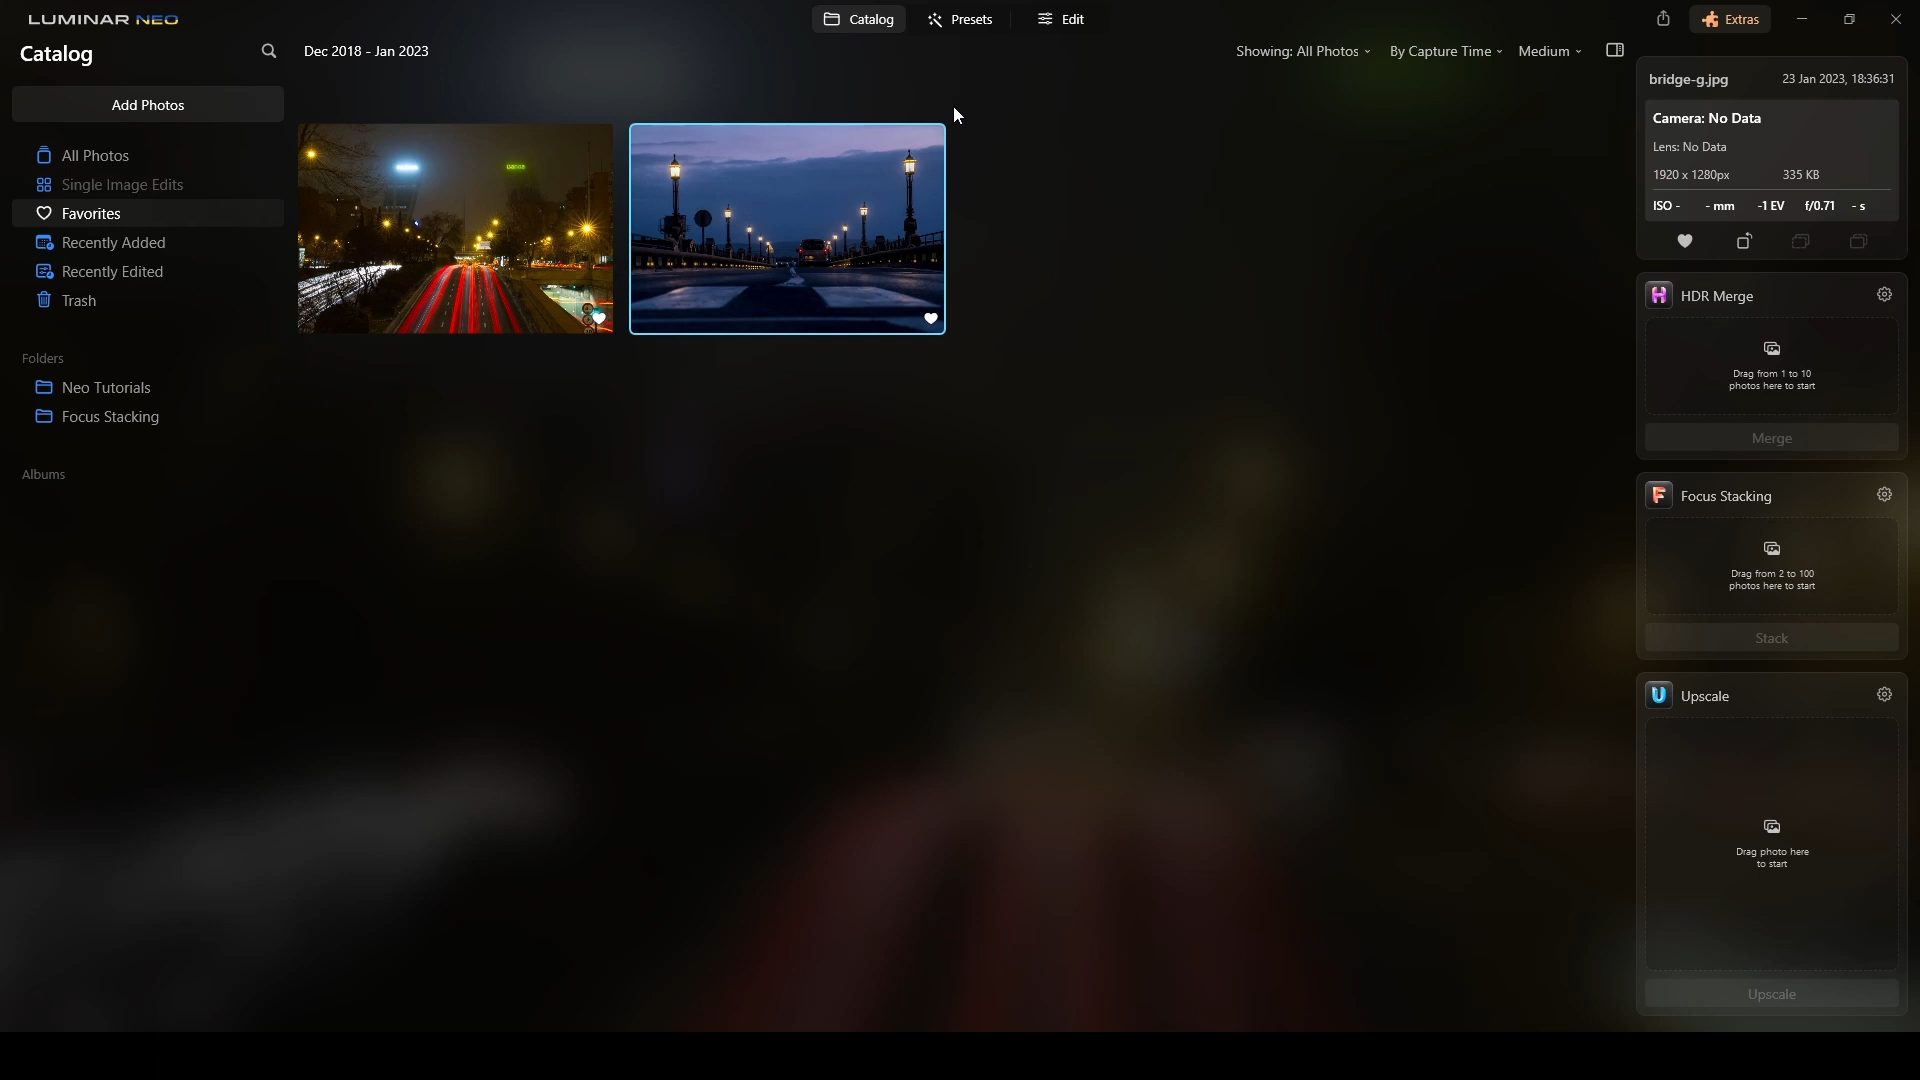 LUMINAR NEO
Catalog
Presets
Edit
Extras
Catalog
Dec 2018 - Jan 2023
Showing: All Photos
By Capture Time
Medium
Add Photos
All Photos
Single Image Edits
Favorites
Recently Added
Recently Edited
Trash
Folders
Neo Tutorials
Focus Stacking
Albums
bridge-g.jpg
23 Jan 2023, 18:36:31
Camera: No Data
Lens: No Data
1920 x 1280px
335 KB
ISO -
- mm
-1 EV
f/0.71
- s
H
HDR Merge
Drag from 1 to 10
photos here to start
Merge
F
Focus Stacking
Drag from 2 to 100
photos here to start
Stack
U
Upscale
Drag photo here
to start
Upscale